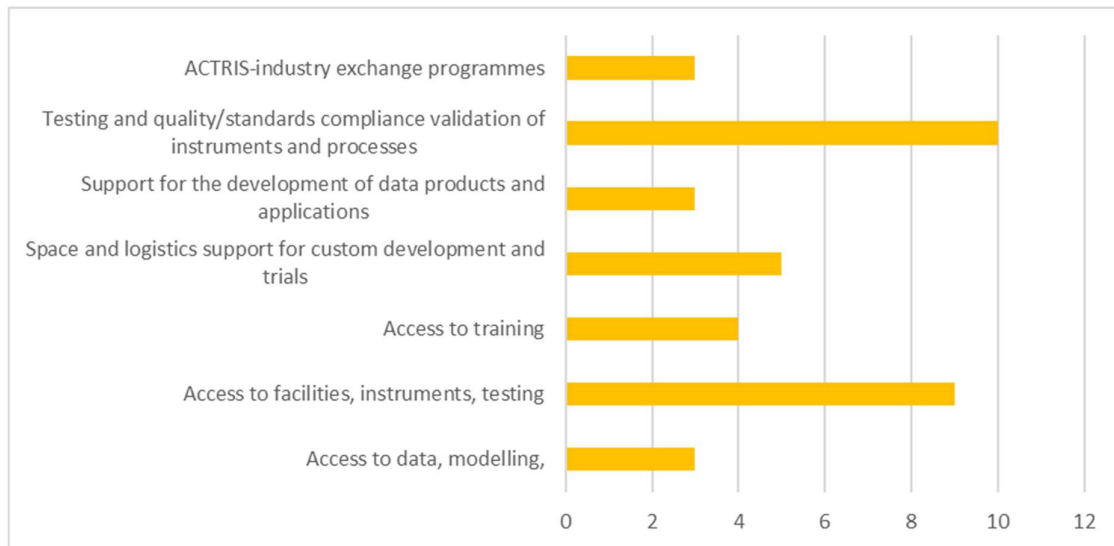 ACTRIS-industry exchange programmes
Testing and quality/standards compliance validation of
instruments and processes
Support for the development of data products and
applications
Space and logistics support for custom development and
trials
Access to training
Access to facilities, instruments, testing
Access to data, modelling,
0 2 4 6 8 10 12